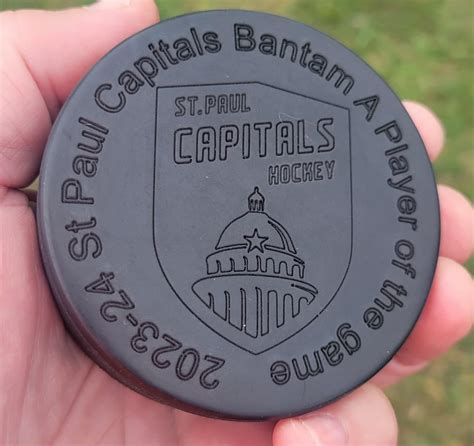 2023-24 St Paul Capitals Bantam A Player of the game
ST. PAUL
CAPITALS
HOCKEY